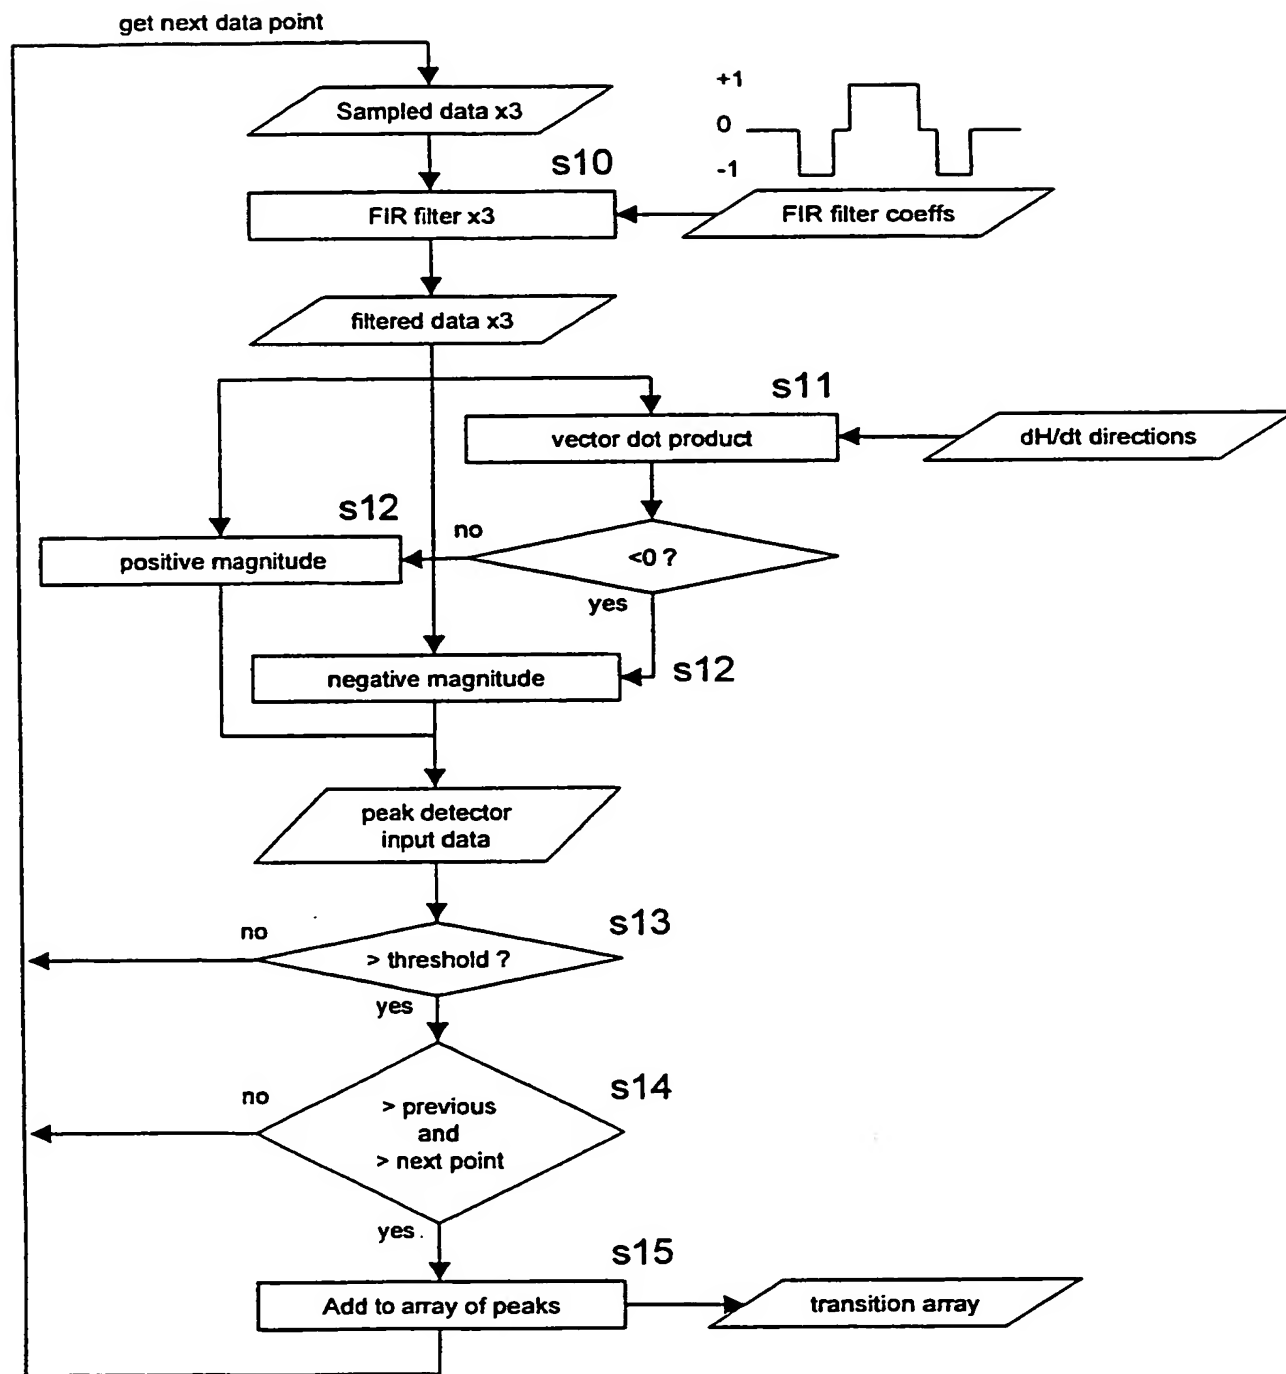 get next data point
Sampled data x3
+1
0
-1
s10
FIR filter x3
FIR filter coeffs
filtered data x3
s11
vector dot product
dH/dt directions
s12
no
<0 ?
positive magnitude
yes
negative magnitude
s12
peak detector
input data
s13
no
> threshold ?
yes
s14
no
> previous
and
> next point
yes
s15
Add to array of peaks
transition array